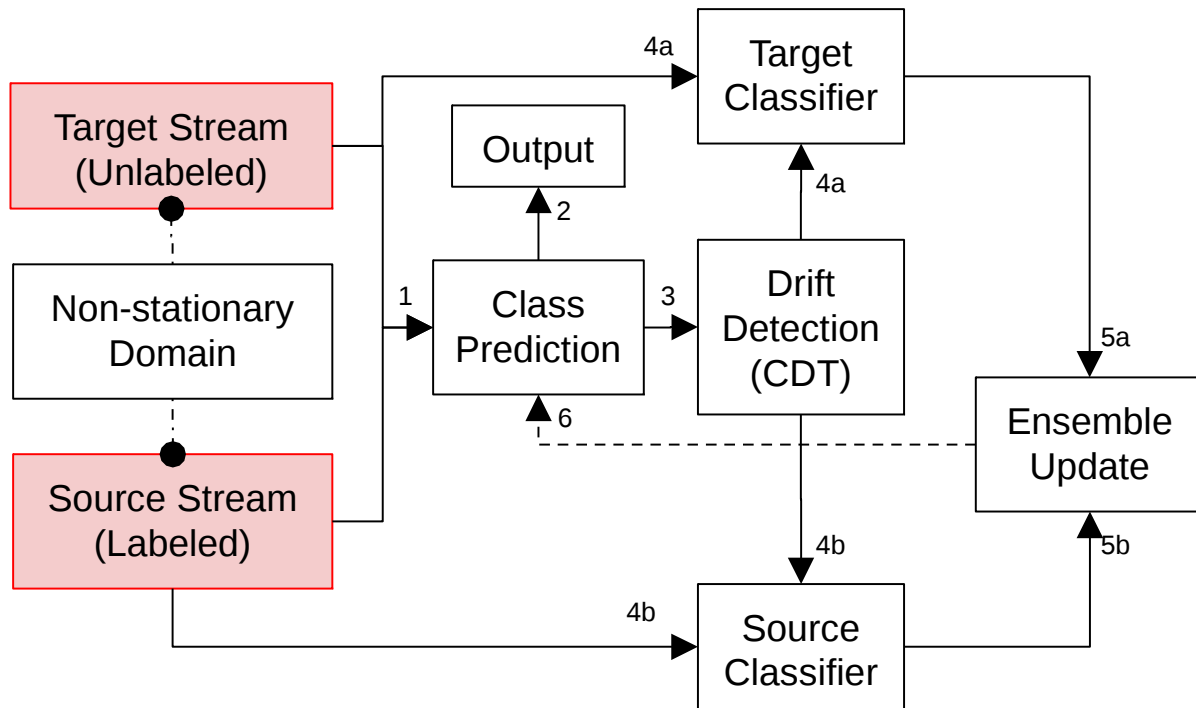 4a
Target
Classifier
Target Stream
(Unlabeled)
Output
4a
2
Non-stationary
Domain
1
Class
Prediction
3
Drift
Detection
(CDT)
5a
6
Ensemble
Update
Source Stream
(Labeled)
4b
5b
4b
Source
Classifier